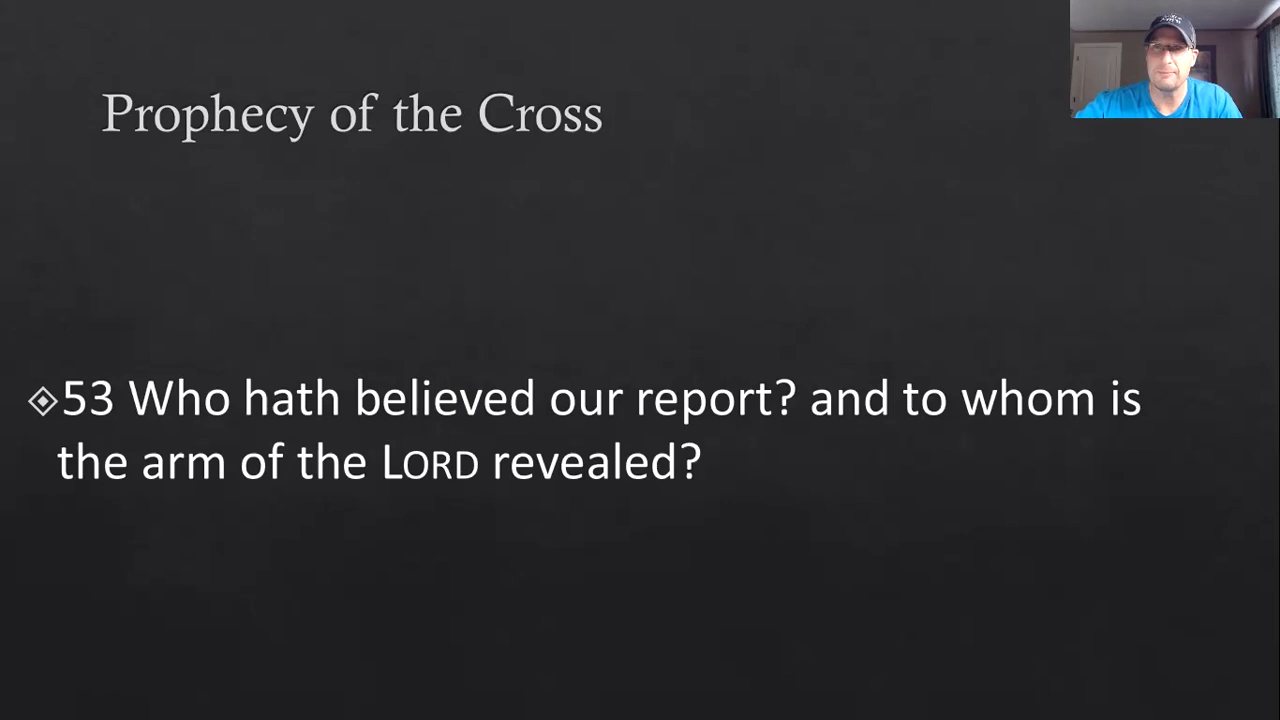 Prophecy of the Cross
53 Who hath believed our report? and to whom is
the arm of the LORD revealed?